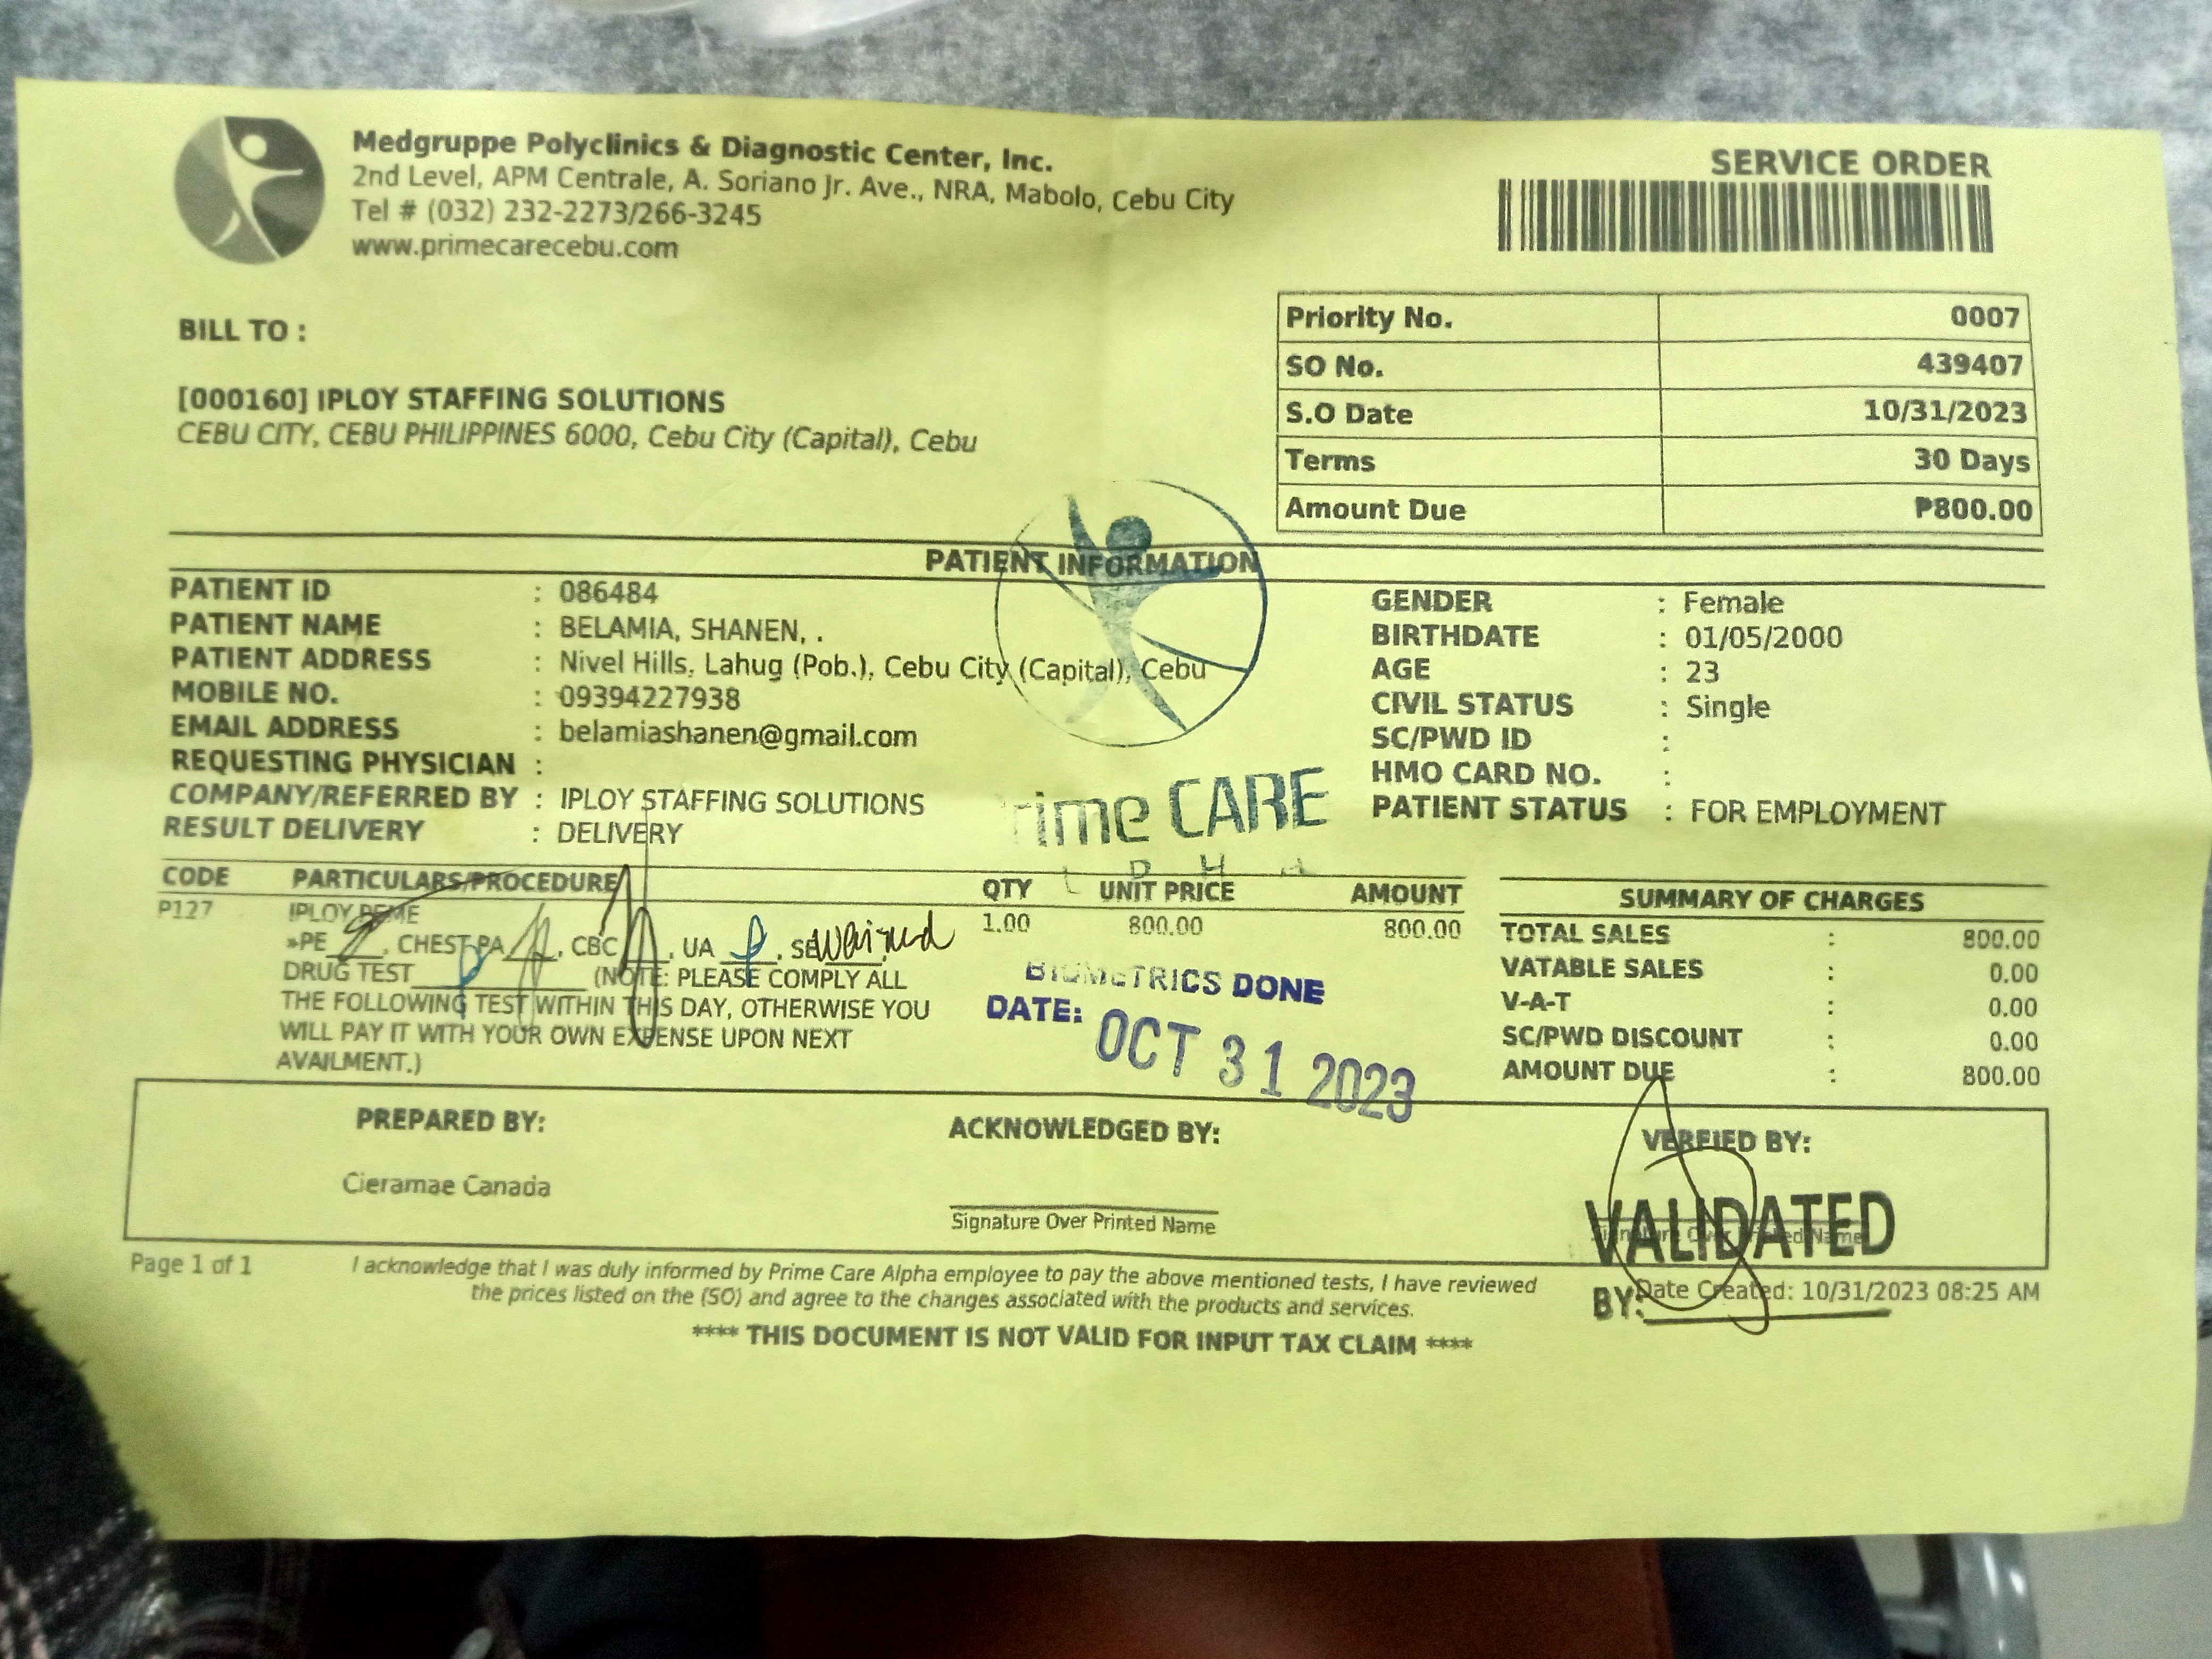 Medgruppe Polyclinics & Diagnostic Center, Inc.
2nd Level, APM Centrale, A. Soriano Jr. Ave., NRA, Mabolo, Cebu City
Tel # (032) 232-2273/266-3245
www.primecarecebu.com
SERVICE ORDER
BILL TO :
[000160] IPLOY STAFFING SOLUTIONS
CEBU CITY, CEBU PHILIPPINES 6000, Cebu City (Capital), Cebu
Priority No. 0007
SO No. 439407
S.O Date 10/31/2023
Terms 30 Days
Amount Due ₱800.00
PATIENT INFORMATION
PATIENT ID : 086484
PATIENT NAME : BELAMIA, SHANEN, .
PATIENT ADDRESS : Nivel Hills, Lahug (Pob.), Cebu City (Capital), Cebu
MOBILE NO. : 09394227938
EMAIL ADDRESS : belamiashanen@gmail.com
REQUESTING PHYSICIAN :
COMPANY/REFERRED BY : IPLOY STAFFING SOLUTIONS
RESULT DELIVERY : DELIVERY
GENDER : Female
BIRTHDATE : 01/05/2000
AGE : 23
CIVIL STATUS : Single
SC/PWD ID :
HMO CARD NO. :
PATIENT STATUS : FOR EMPLOYMENT
rime CARE
CODE PARTICULARS/PROCEDURE QTY UNIT PRICE AMOUNT
P127 IPLOY PEME 1.00 800.00 800.00
»PE, CHEST PA, CBC, UA, SE
DRUG TEST (NOTE: PLEASE COMPLY ALL
THE FOLLOWING TEST WITHIN THIS DAY, OTHERWISE YOU
WILL PAY IT WITH YOUR OWN EXPENSE UPON NEXT
AVAILMENT.)
BIOMETRICS DONE
DATE: OCT 31 2023
SUMMARY OF CHARGES
TOTAL SALES : 800.00
VATABLE SALES : 0.00
V-A-T : 0.00
SC/PWD DISCOUNT : 0.00
AMOUNT DUE : 800.00
PREPARED BY:
Cieramae Canada
ACKNOWLEDGED BY:
Signature Over Printed Name
VERFIED BY:
Signature Over Printed Name
VALIDATED
BY:
Page 1 of 1
I acknowledge that I was duly informed by Prime Care Alpha employee to pay the above mentioned tests, I have reviewed
the prices listed on the (SO) and agree to the changes associated with the products and services.
Date Created: 10/31/2023 08:25 AM
**** THIS DOCUMENT IS NOT VALID FOR INPUT TAX CLAIM ****